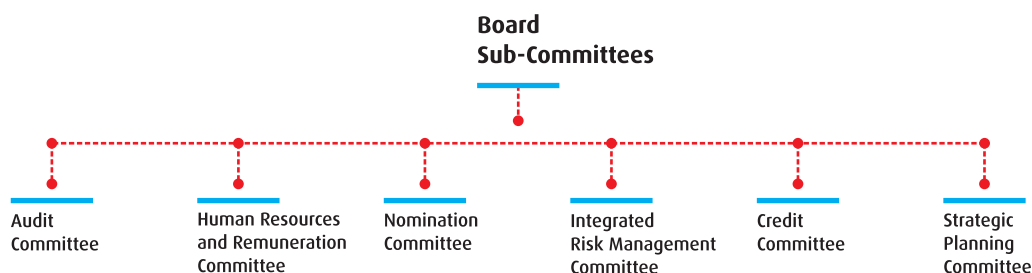 Board
Sub-Committees
Audit
Committee
Human Resources
and Remuneration
Committee
Nomination
Committee
Integrated
Risk Management
Committee
Credit
Committee
Strategic
Planning
Committee